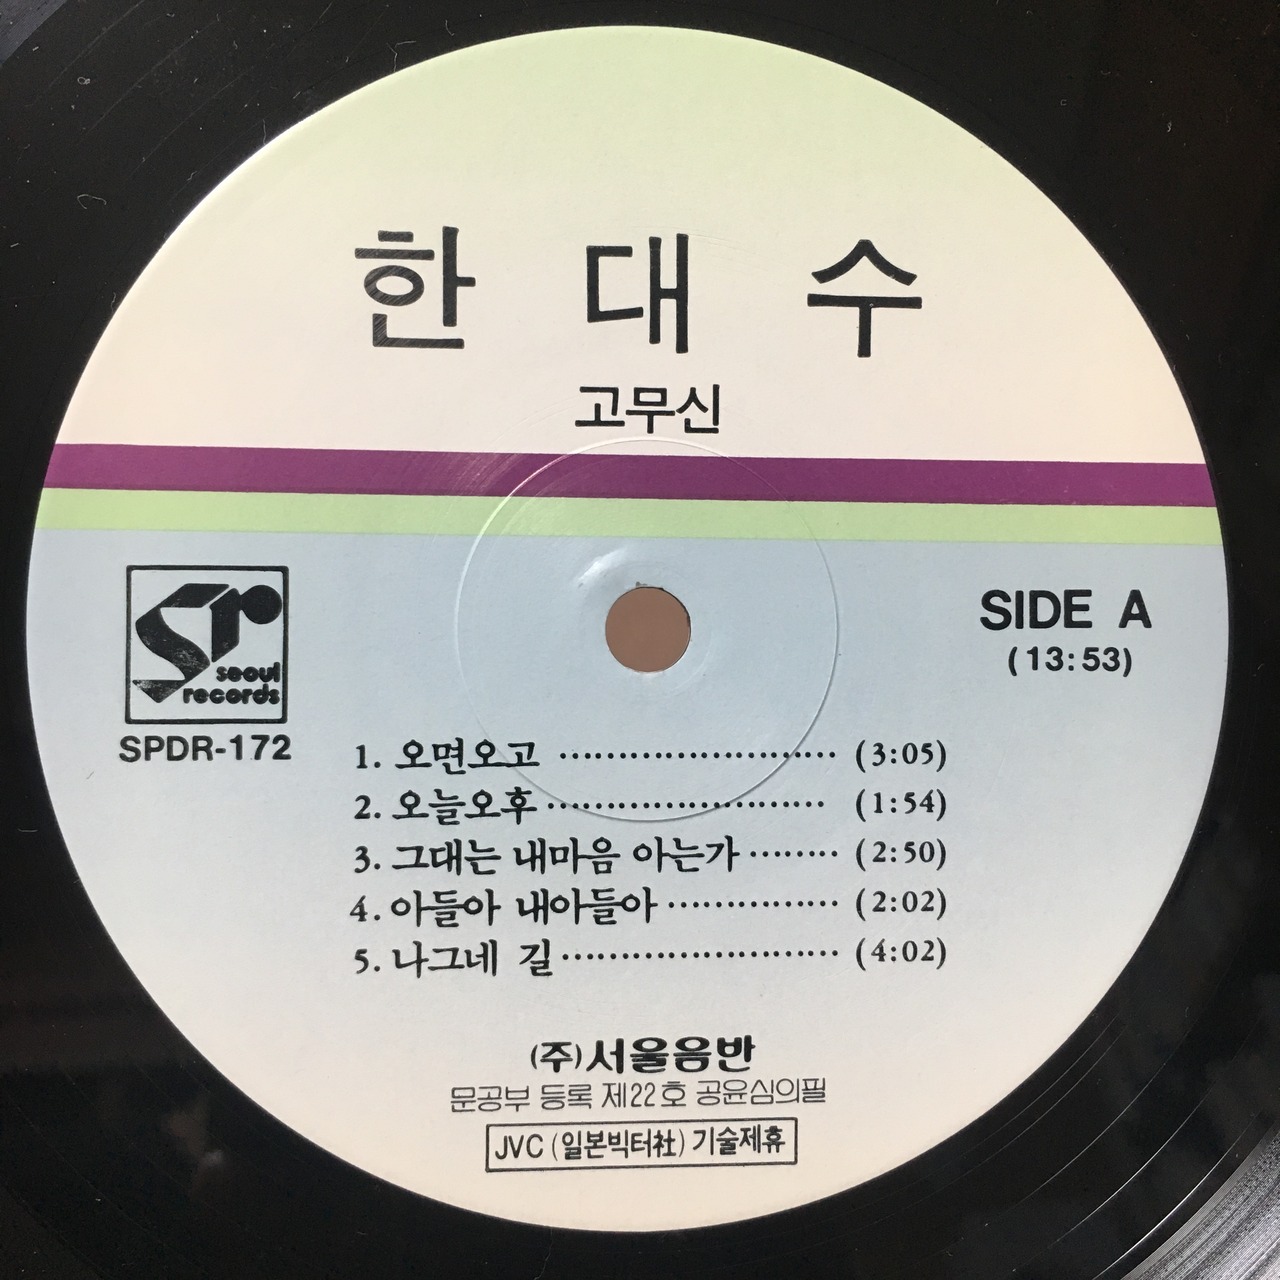 한 대 수
고무신
SIDE A
(13:53)
Sr
seoul
records
SPDR-172
1. 오면오고 ························ (3:05)
2. 오늘오후 ························ (1:54)
3. 그대는 내마음 아는가 ········ (2:50)
4. 아들아 내아들아 ··············· (2:02)
5. 나그네 길 ························ (4:02)
(주)서울음반
문공부 등록 제22호 공윤심의필
JVC (일본빅터社) 기술제휴